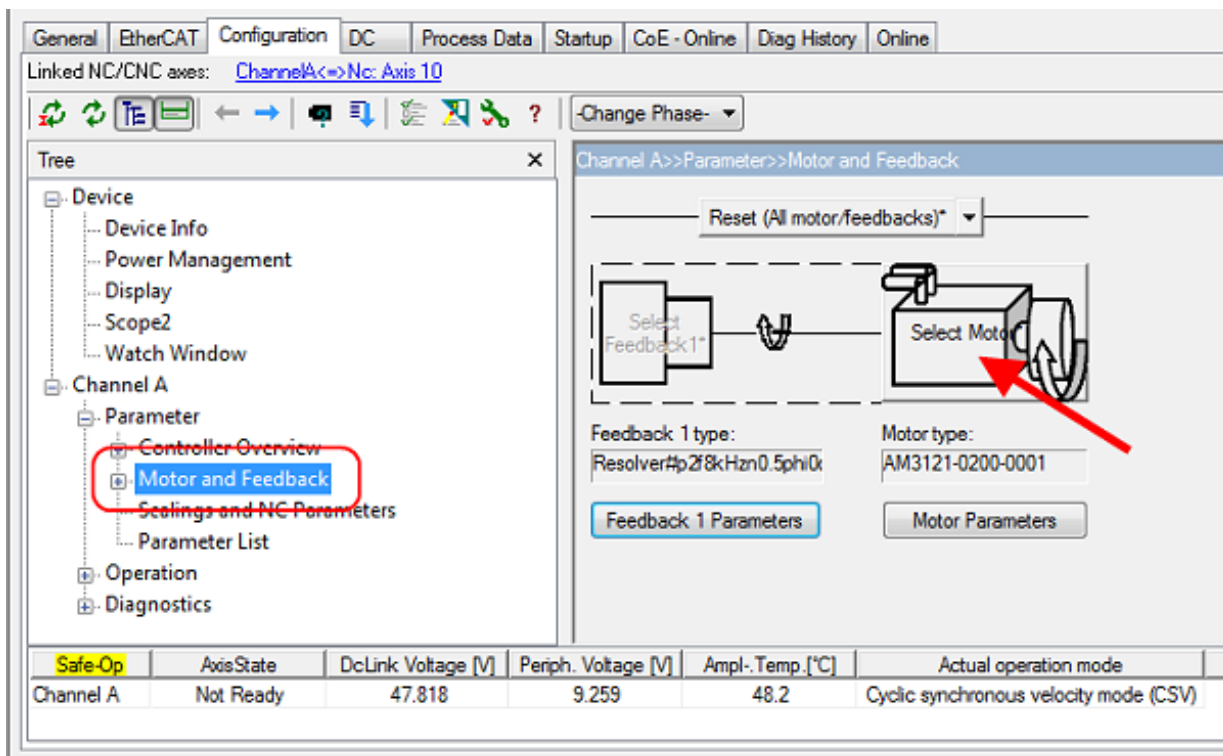 General EtherCAT Configuration DC Process Data Startup CoE - Online Diag History Online
Linked NC/CNC axes: ChannelA<=>Nc: Axis 10
TE ? -Change Phase-
Tree
Device
Device Info
Power Management
Display
Scope2
Watch Window
Channel A
Parameter
Controller Overview
Motor and Feedback
Scalings and NC Parameters
Parameter List
Operation
Diagnostics
Channel A>>Parameter>>Motor and Feedback
Reset (All motor/feedbacks)*
Select
Feedback1*
Select Motor
Feedback 1 type:
Resolver#p2f8kHzn0.5phi0
Motor type:
AM3121-0200-0001
Feedback 1 Parameters
Motor Parameters
Safe-Op AxisState DcLink Voltage [V] Periph. Voltage [V] Ampl-.Temp.[°C] Actual operation mode
Channel A Not Ready 47.818 9.259 48.2 Cyclic synchronous velocity mode (CSV)